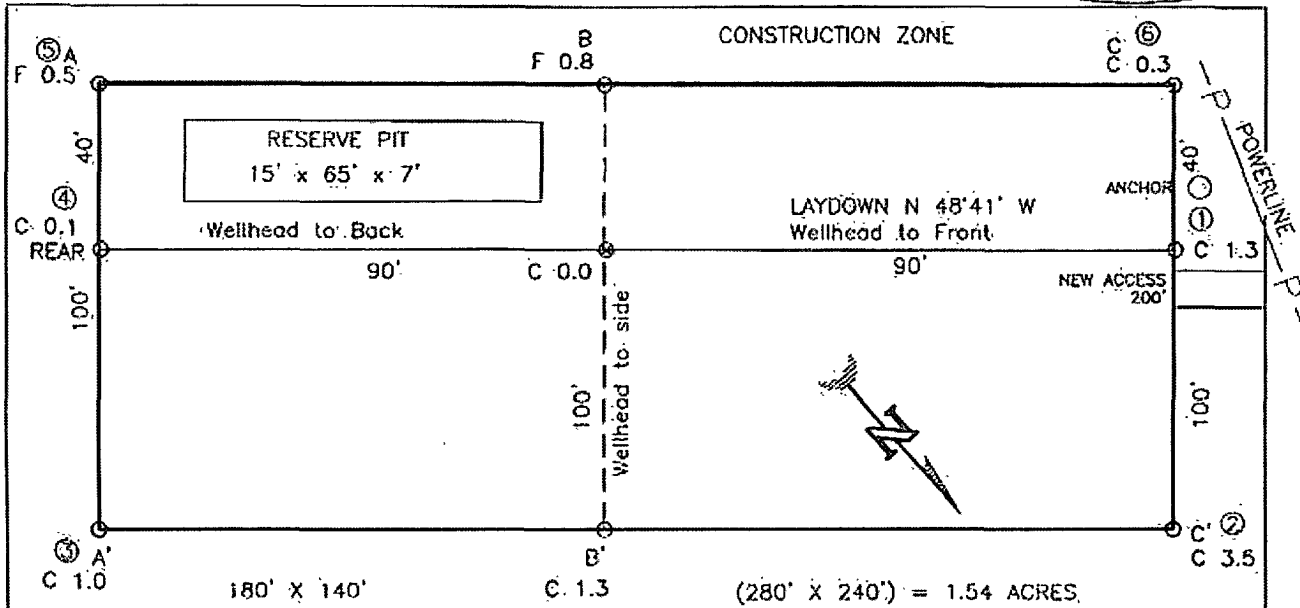 B CONSTRUCTION ZONE C ⑥
⑤ A F 0.8 C 0.3
F 0.5
RESERVE PIT
15' x 65' x 7'
40'
40'
P POWERLINE P
④
C 0.1
REAR
Wellhead to Back
90'
C 0.0
LAYDOWN N 48°41' W
Wellhead to Front
90'
ANCHOR
①
C 1.3
NEW ACCESS
200'
100'
100'
Wellhead to side
100'
N
③ A'
C 1.0
B'
C 1.3
C' ②
C 3.5
180' X 140'
(280' X 240') = 1.54 ACRES